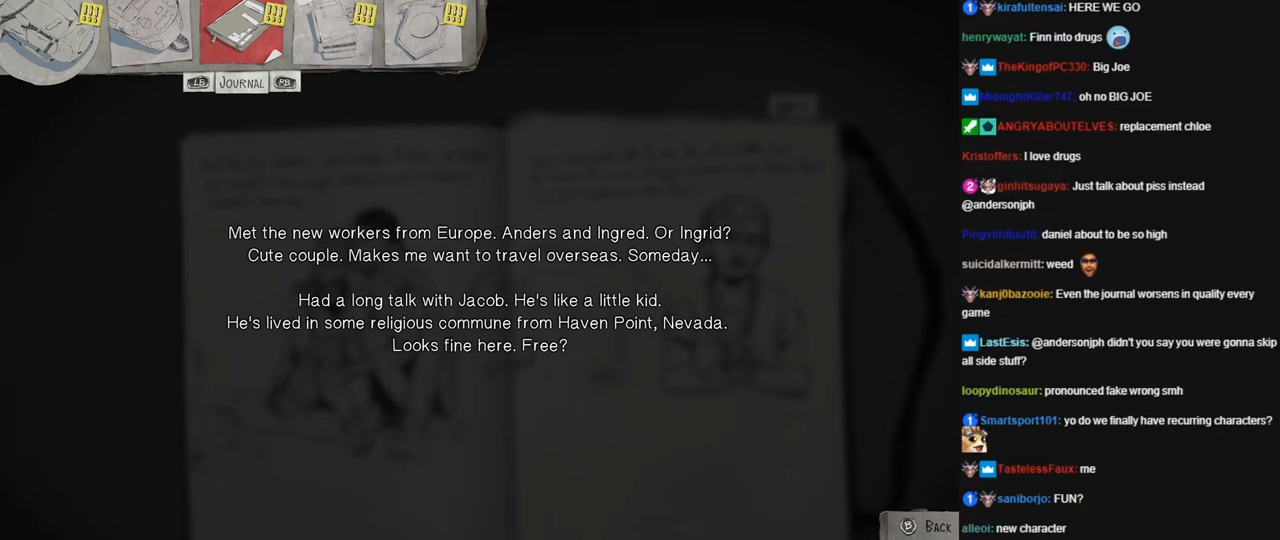 LB JOURNAL RB
Met the new workers from Europe. Anders and Ingred. Or Ingrid?
Cute couple. Makes me want to travel overseas. Someday...
Had a long talk with Jacob. He's like a little kid.
He's lived in some religious commune from Haven Point, Nevada.
Looks fine here. Free?
B BACK
1 kirafultensai: HERE WE GO
henrywayat: Finn into drugs
TheKingofPC330: Big Joe
MidnightKiller747: oh no BIG JOE
ANGRYABOUTELVES: replacement chloe
Kristoffers: I love drugs
2 ginhitsugaya: Just talk about piss instead
@andersonjph
daniel about to be so high
suicidalkermitt: weed
kanj0bazooie: Even the journal worsens in quality every
game
LastEsis: @andersonjph didn't you say you were gonna skip
all side stuff?
loopydinosaur: pronounced fake wrong smh
1 Smartsport101: yo do we finally have recurring characters?
TastelessFaux: me
1 saniborjo: FUN?
alleoi: new character